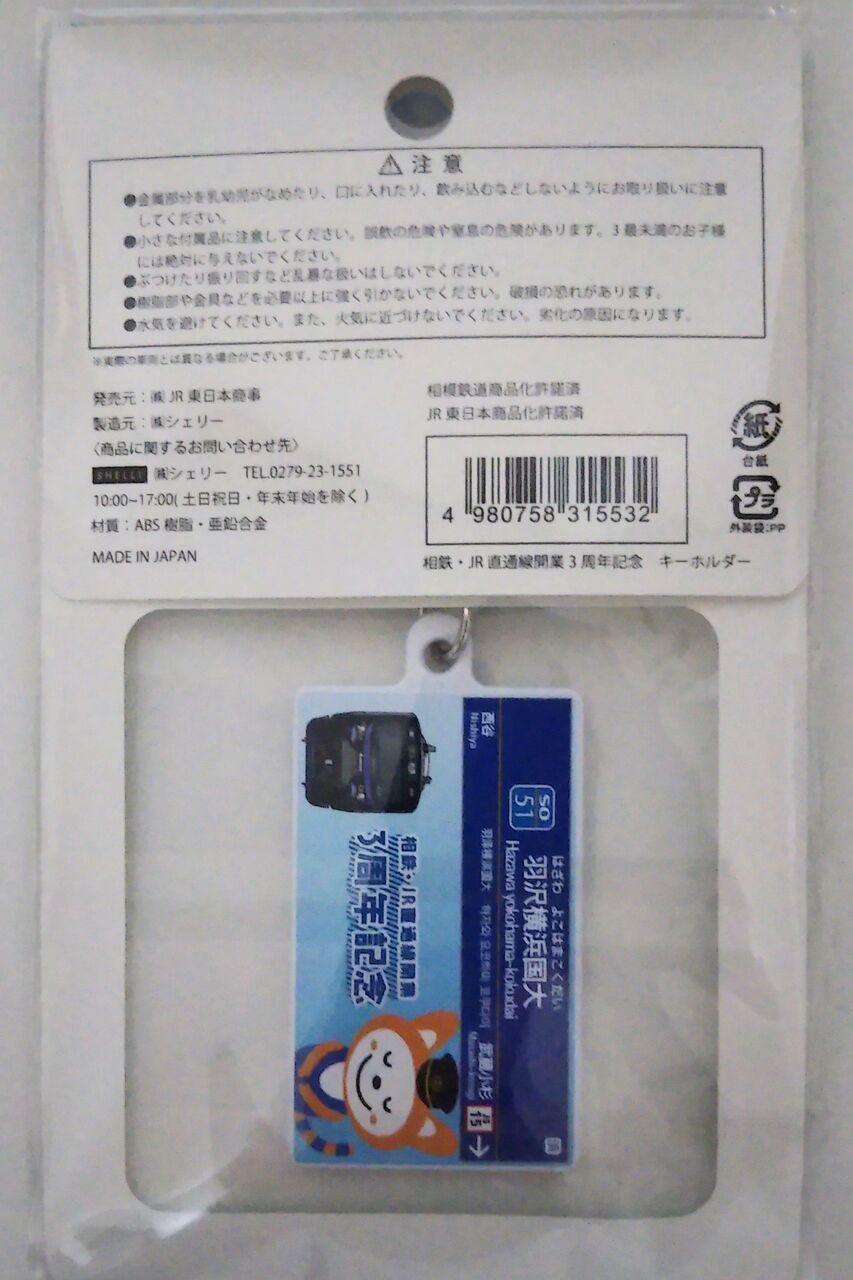 ⚠ 注意
●金属部分を乳幼児がなめたり、口に入れたり、飲み込むなどしないようにお取り扱いに注意
してください。
●小さな付属品に注意してください。誤飲の危険や窒息の危険があります。3歳未満のお子様
には絶対に与えないでください。
●ぶつけたり振り回すなど乱暴な扱いはしないでください。
●樹脂部や金具などを必要以上に強く引かないでください。破損の恐れがあります。
●水気を避けてください。また、火気に近づけないでください。劣化の原因になります。
※実際の車両とは異なる場合がございます。ご了承ください。
発売元:㈱JR東日本商事
製造元:㈱シェリー
〈商品に関するお問い合わせ先〉
SHELLY ㈱シェリー TEL.0279-23-1551
10:00~17:00(土日祝日・年末年始を除く)
材質:ABS樹脂・亜鉛合金
MADE IN JAPAN
相模鉄道商品化許諾済
JR東日本商品化許諾済
4 980758 315532
相鉄・JR直通線開業3周年記念 キーホルダー
紙
台紙
プラ
外装袋:PP
はざわ よこはまこくだい
SO
51
羽沢横浜国大
Hazawa yokohama-kokudai
西谷
Nishiya
하자와 요코하마 코쿠다이
武蔵小杉
Musashi-kosugi
JS
15
相鉄・JR直通線開業
3周年記念